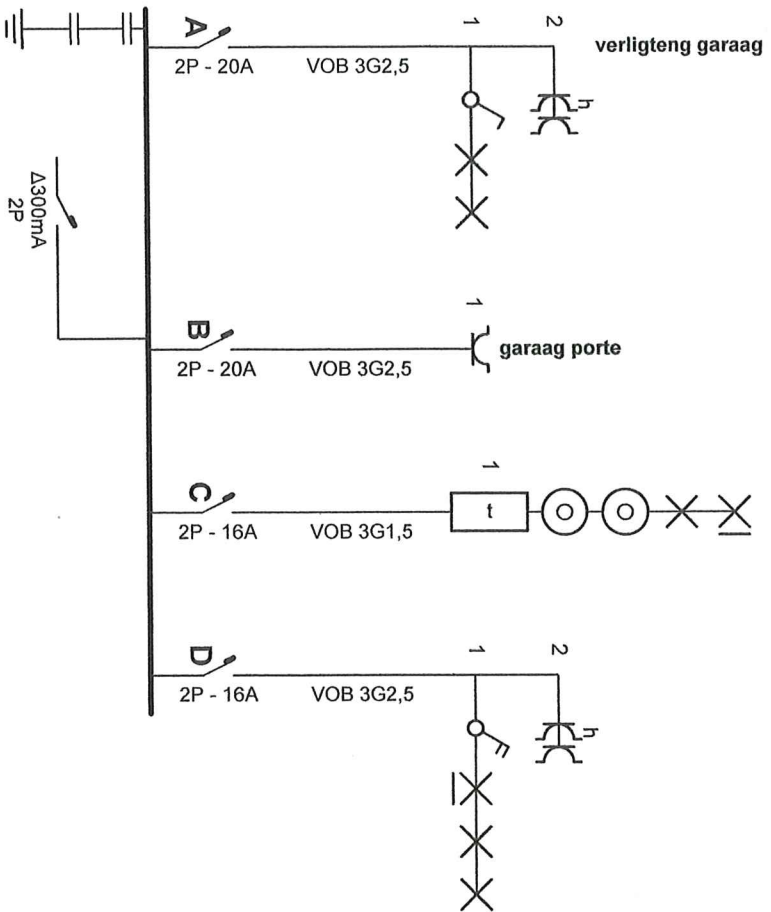 A
2P - 20A
VOB 3G2,5
1
2
h
verligteng garaag
Δ300mA
2P
B
2P - 20A
VOB 3G2,5
1
garaag porte
C
2P - 16A
VOB 3G1,5
1
t
D
2P - 16A
VOB 3G2,5
1
2
h